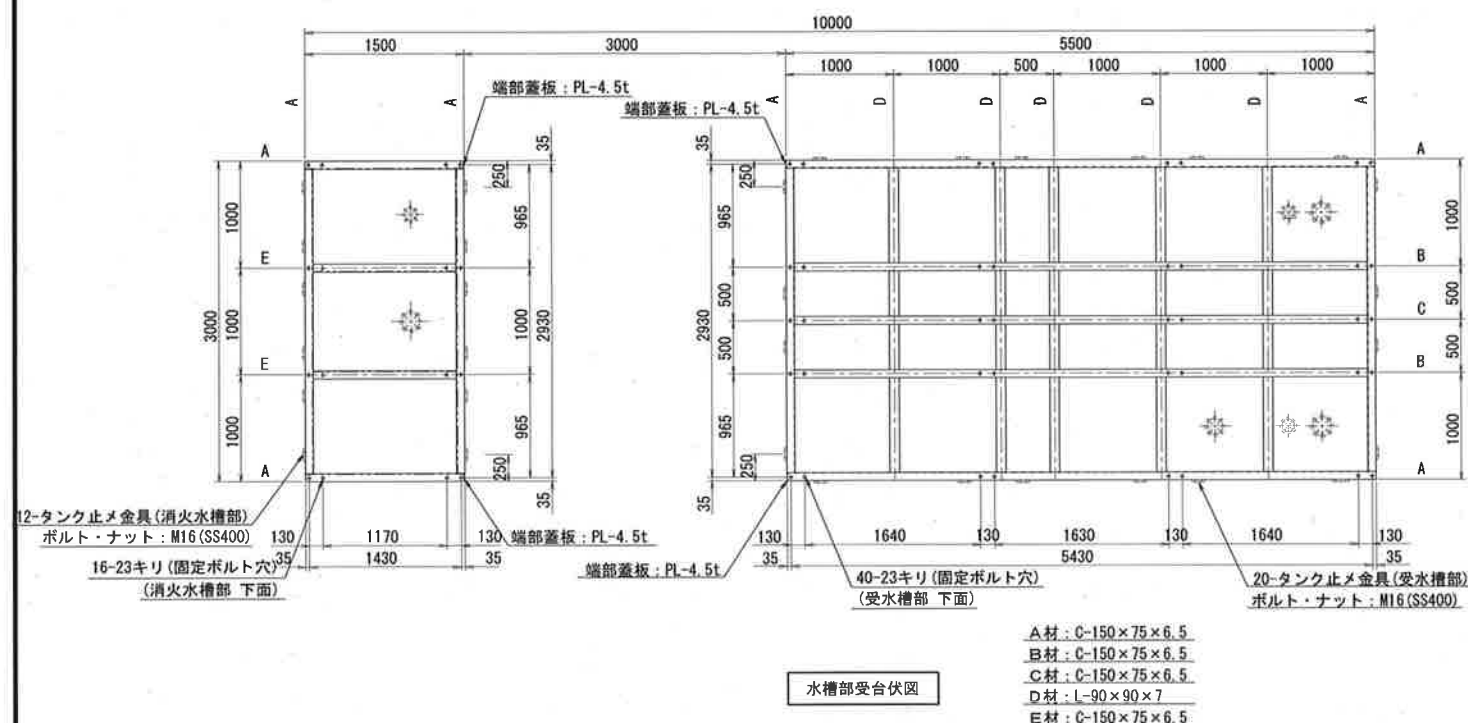 10000
1500
3000
5500
1000
1000
500
1000
1000
1000
端部蓋板：PL-4.5t
端部蓋板：PL-4.5t
A
A
A
D
D
D
D
D
A
A
35
250
1000
965
E
1000
3000
1000
2930
E
1000
965
A
250
35
35
250
965
500
2930
500
965
250
35
A
1000
B
500
C
500
B
1000
A
12-タンク止メ金具(消火水槽部)
ボルト・ナット：M16(SS400)
130
1170
130
端部蓋板：PL-4.5t
35
1430
35
16-23キリ(固定ボルト穴)
(消火水槽部 下面)
130
1640
130
1630
130
1640
130
35
5430
35
端部蓋板：PL-4.5t
40-23キリ(固定ボルト穴)
(受水槽部 下面)
20-タンク止メ金具(受水槽部)
ボルト・ナット：M16(SS400)
水槽部受台伏図
A材：C-150×75×6.5
B材：C-150×75×6.5
C材：C-150×75×6.5
D材：L-90×90×7
E材：C-150×75×6.5